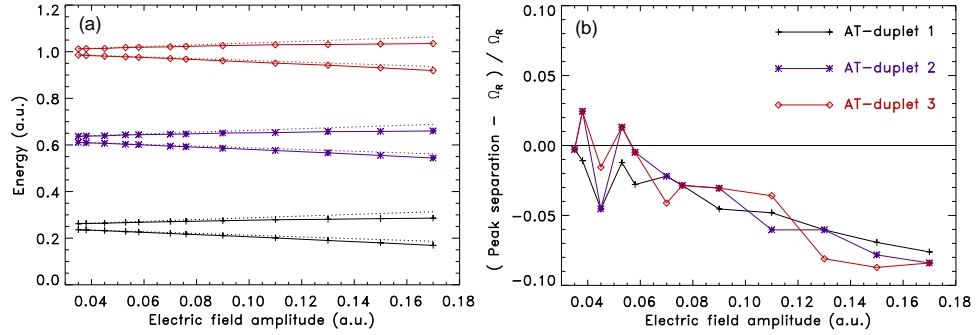 (a)
1.2
1.0
0.8
0.6
0.4
0.2
0.0
Energy (a.u.)
0.04 0.06 0.08 0.10 0.12 0.14 0.16 0.18
Electric field amplitude (a.u.)
(b)
AT-duplet 1
AT-duplet 2
AT-duplet 3
0.10
0.05
0.00
-0.05
-0.10
( Peak separation - Ω_R ) / Ω_R
0.04 0.06 0.08 0.10 0.12 0.14 0.16 0.18
Electric field amplitude (a.u.)